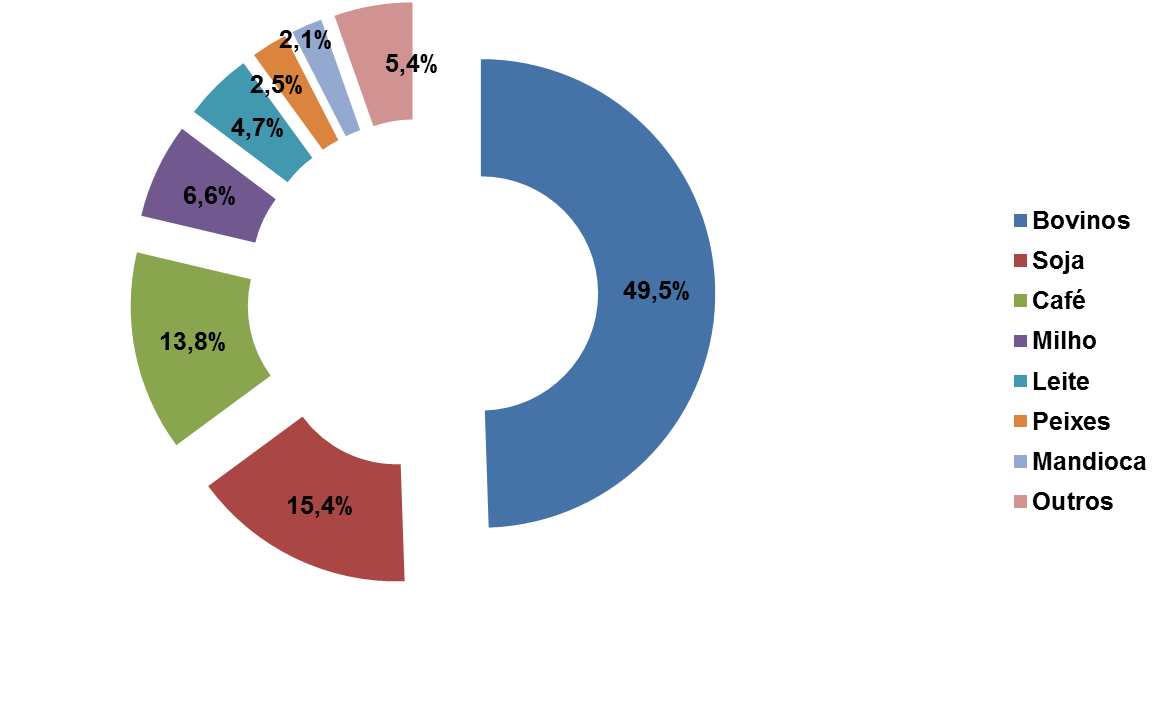 2,1%
5,4%
2,5%
4,7%
6,6%
49,5%
13,8%
15,4%
Bovinos
Soja
Café
Milho
Leite
Peixes
Mandioca
Outros